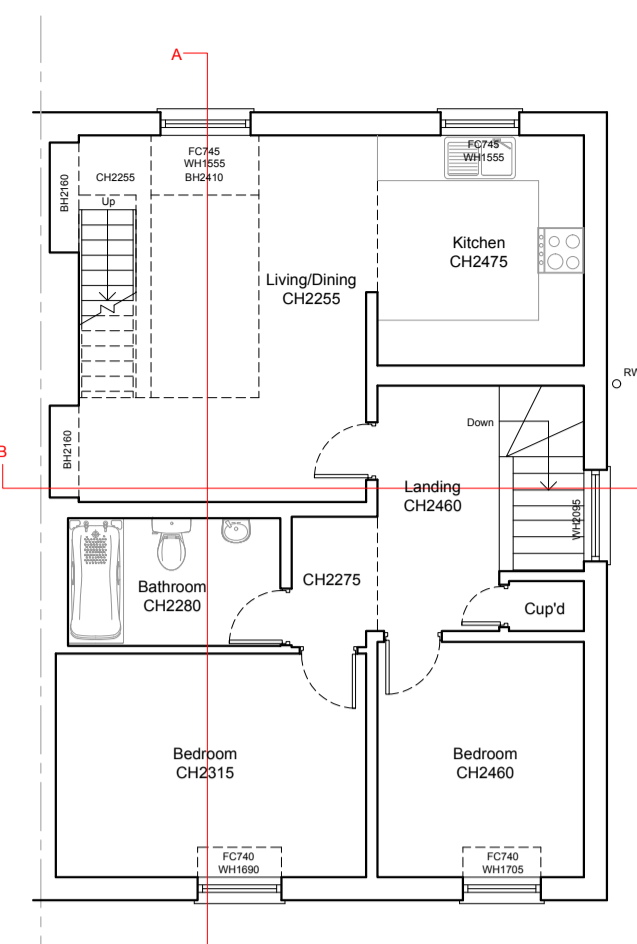 A
FC745
WH1555
BH2410
FC745
WH1555
BH2160
CH2255
Up
Kitchen
CH2475
Living/Dining
CH2255
RW
Down
B
BH2160
Landing
CH2460
WH2095
CH2275
Bathroom
CH2280
Cup'd
Bedroom
CH2315
Bedroom
CH2460
FC740
WH1690
FC740
WH1705